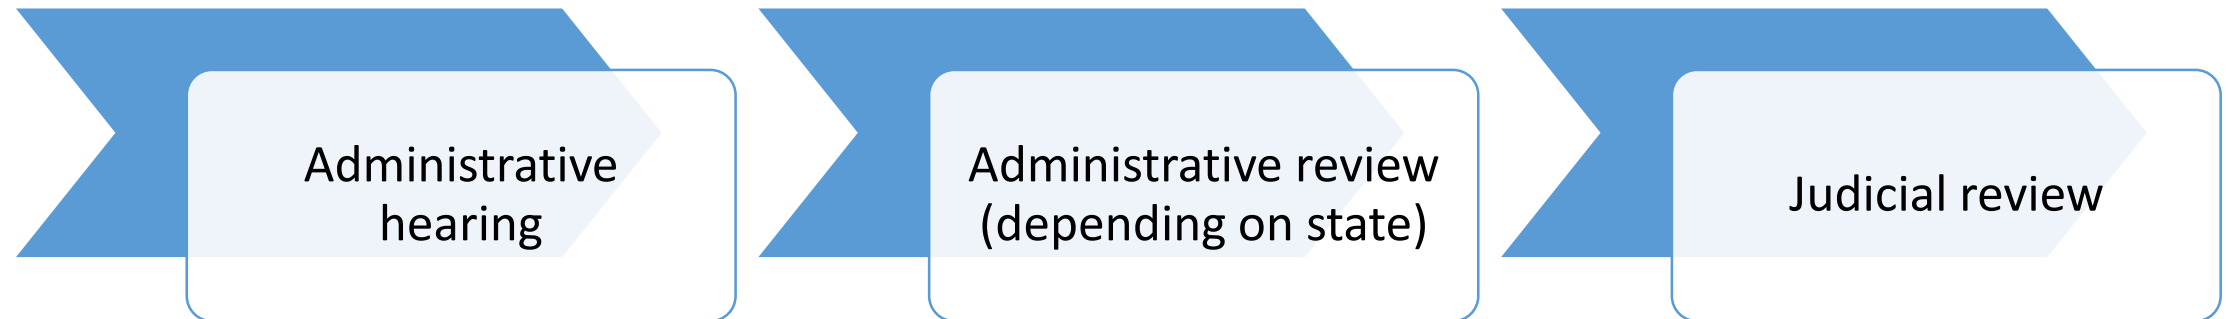 Administrative
hearing
Administrative review
(depending on state)
Judicial review